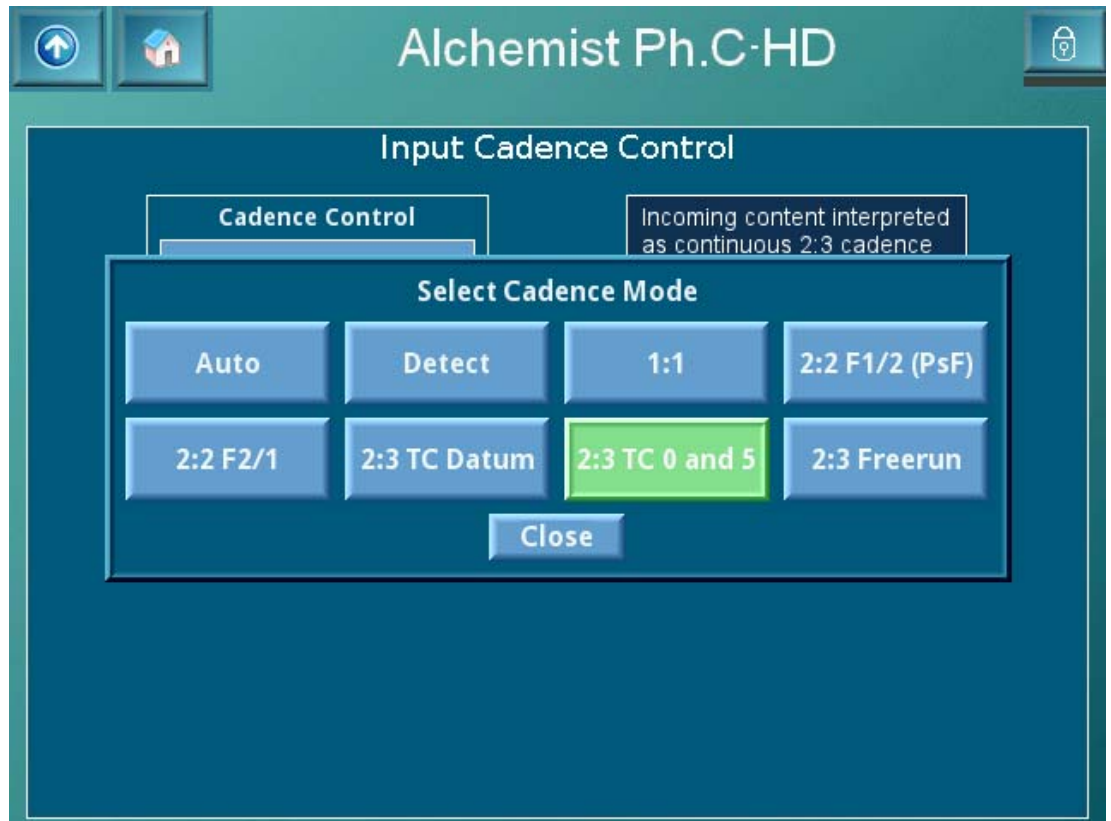 Alchemist Ph.C-HD
Input Cadence Control
Cadence Control
Incoming content interpreted
as continuous 2:3 cadence
Select Cadence Mode
Auto
Detect
1:1
2:2 F1/2 (PsF)
2:2 F2/1
2:3 TC Datum
2:3 TC 0 and 5
2:3 Freerun
Close